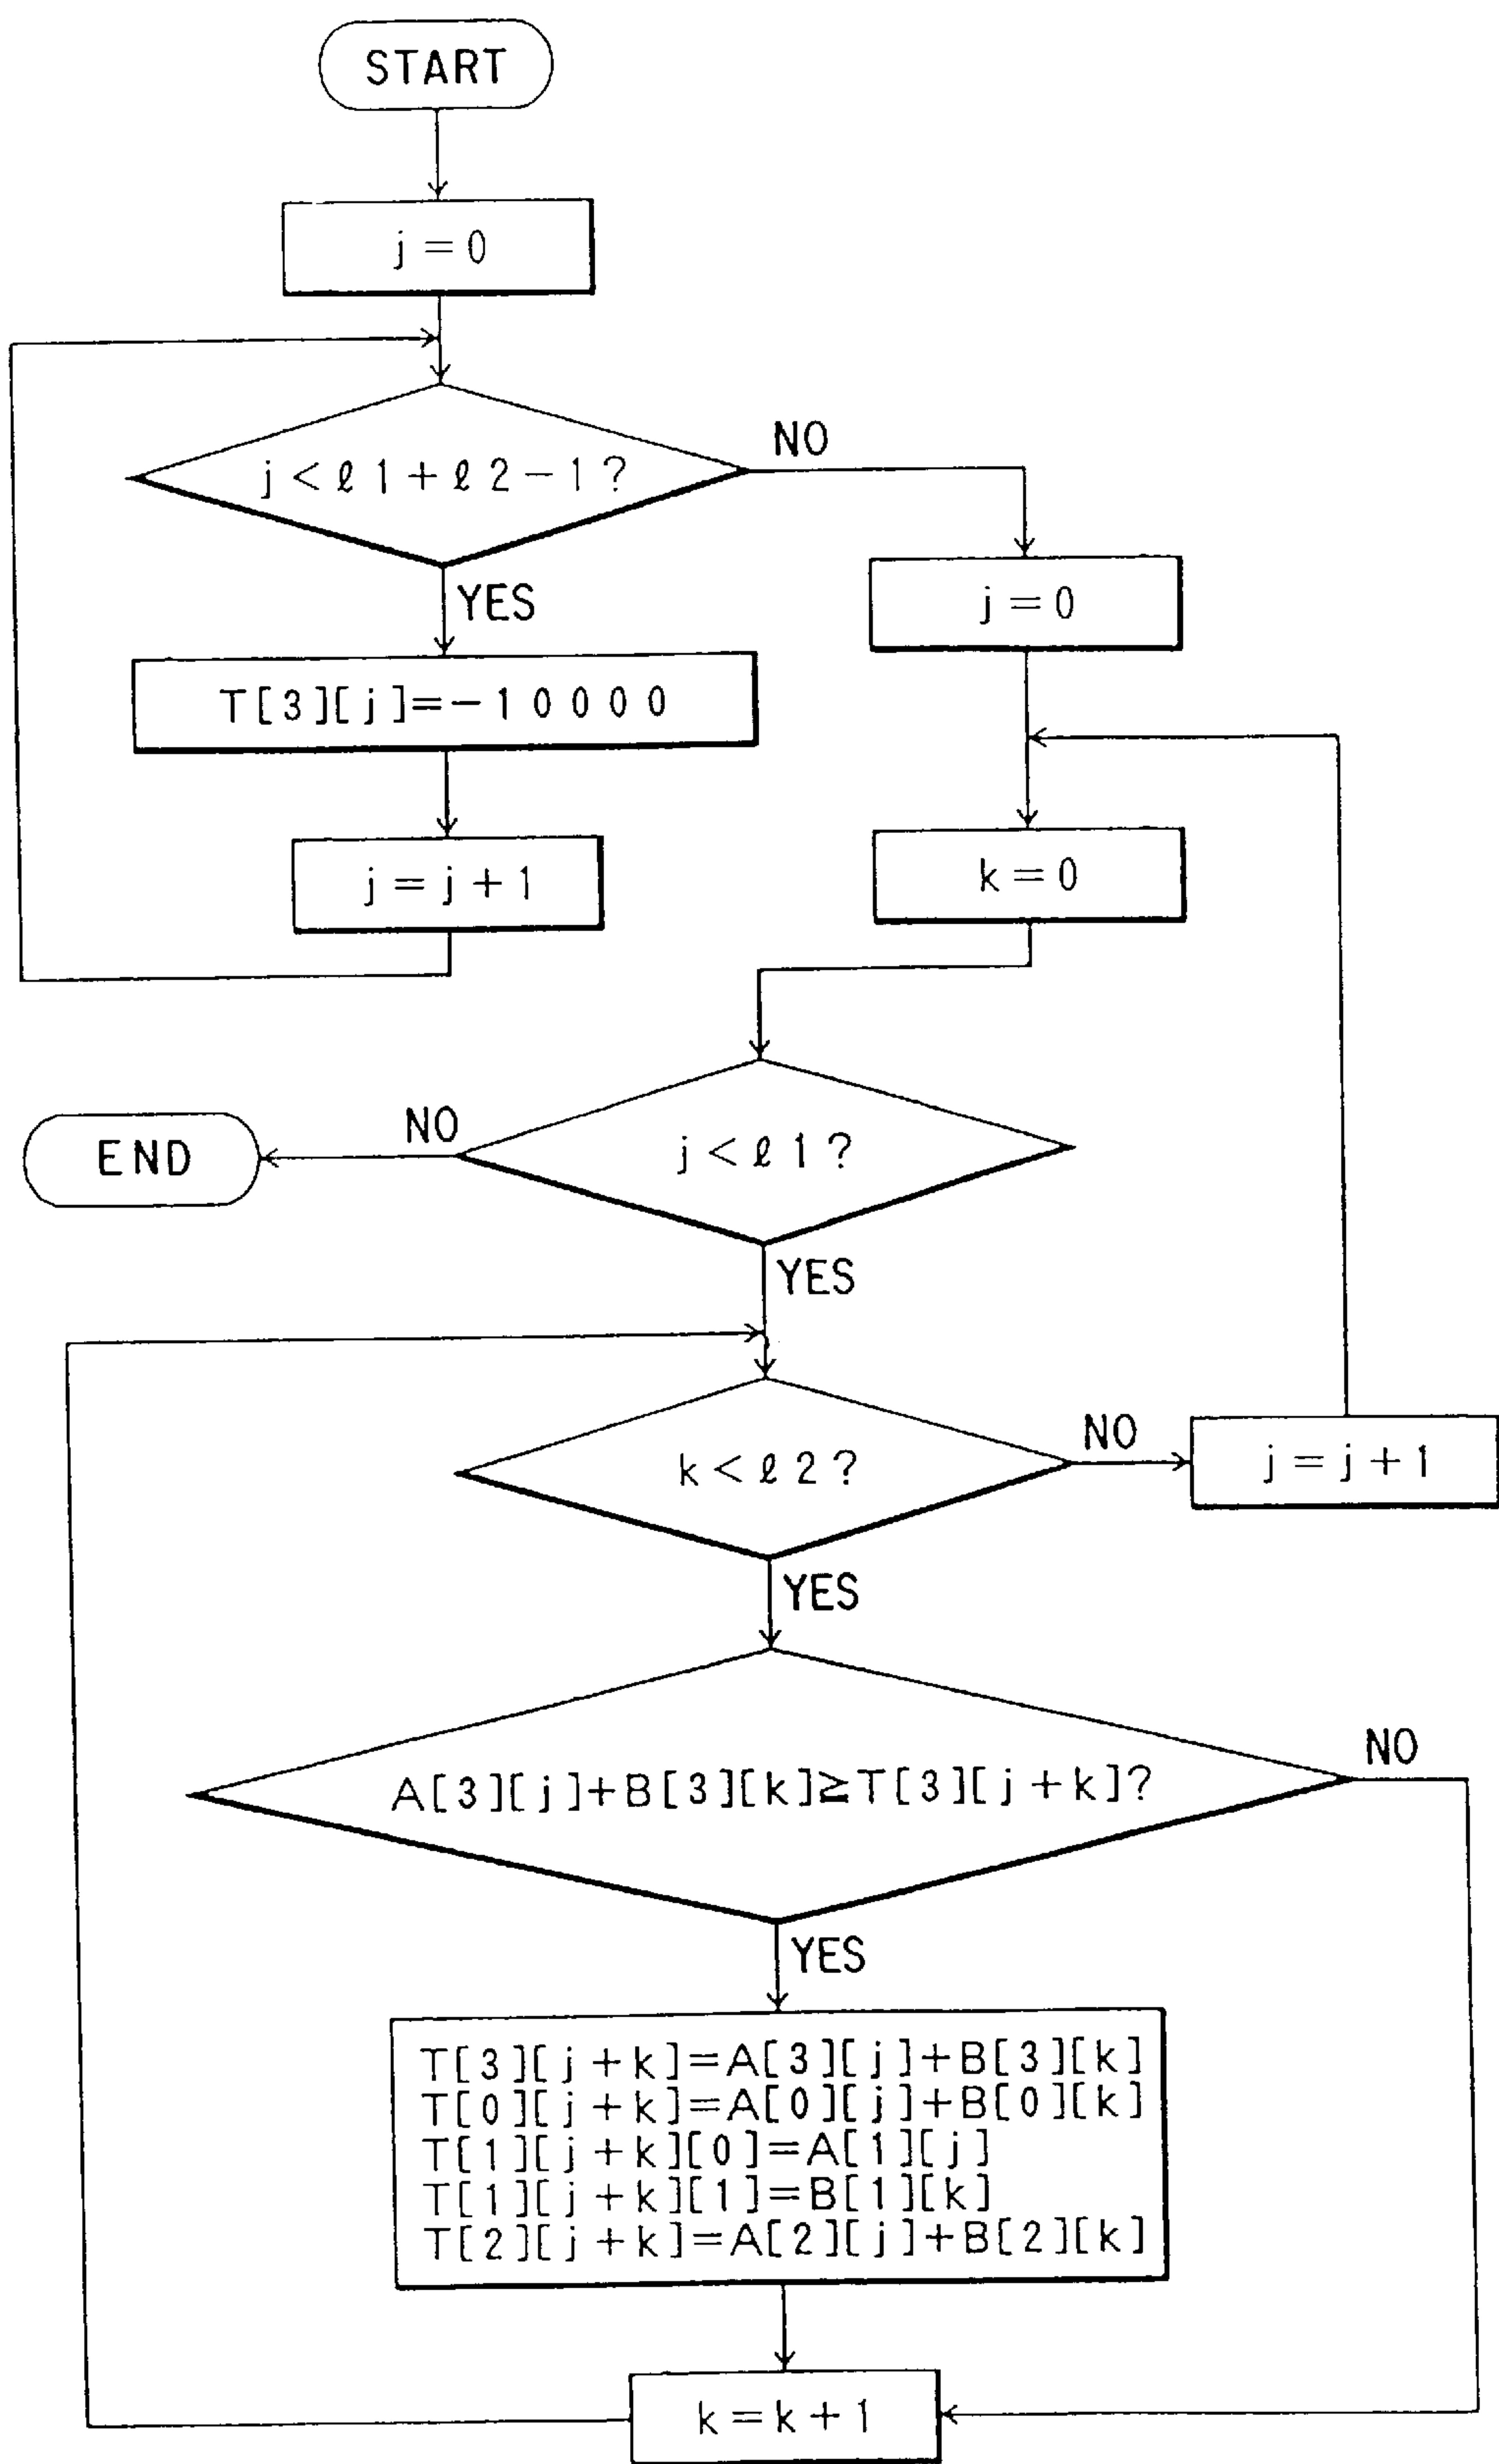 START
j=0
j<ℓ1+ℓ2-1?
NO
YES
T[3][j]=-10000
j=j+1
j=0
k=0
j<ℓ1?
NO
END
YES
k<ℓ2?
NO
j=j+1
YES
A[3][j]+B[3][k]≧T[3][j+k]?
NO
YES
T[3][j+k]=A[3][j]+B[3][k]
T[0][j+k]=A[0][j]+B[0][k]
T[1][j+k][0]=A[1][j]
T[1][j+k][1]=B[1][k]
T[2][j+k]=A[2][j]+B[2][k]
k=k+1